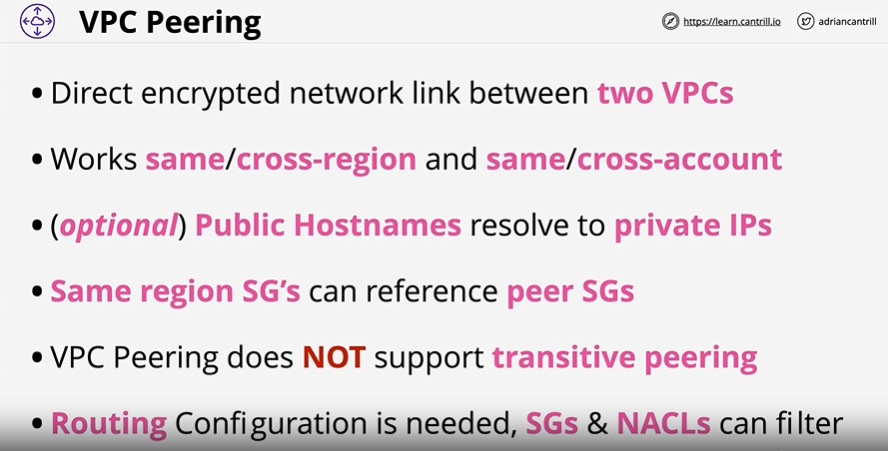 VPC Peering
https://learn.cantrill.io
adriancantrill
• Direct encrypted network link between two VPCs
• Works same/cross-region and same/cross-account
• (optional) Public Hostnames resolve to private IPs
• Same region SG's can reference peer SGs
• VPC Peering does NOT support transitive peering
• Routing Configuration is needed, SGs & NACLs can filter